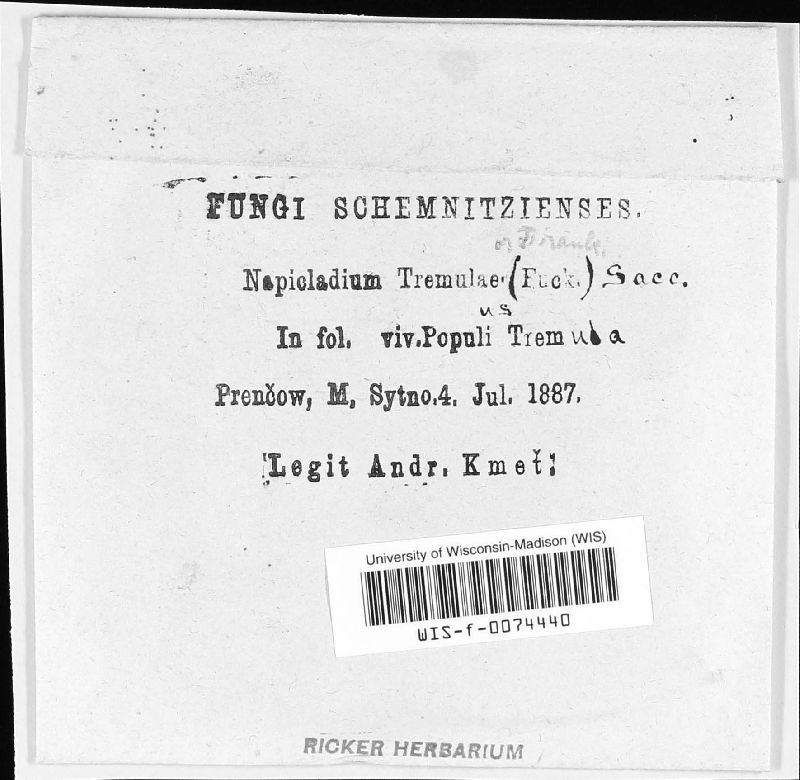 FUNGI SCHEMNITZIENSES.
Napicladium Tremulae (Fuck.) Sacc.
us
In fol. viv. Populi Tremula
Prenčow, M. Sytno. 4. Jul. 1887.
Legit Andr. Kmeť.
University of Wisconsin-Madison (WIS)
WIS-f-0074440
RICKER HERBARIUM